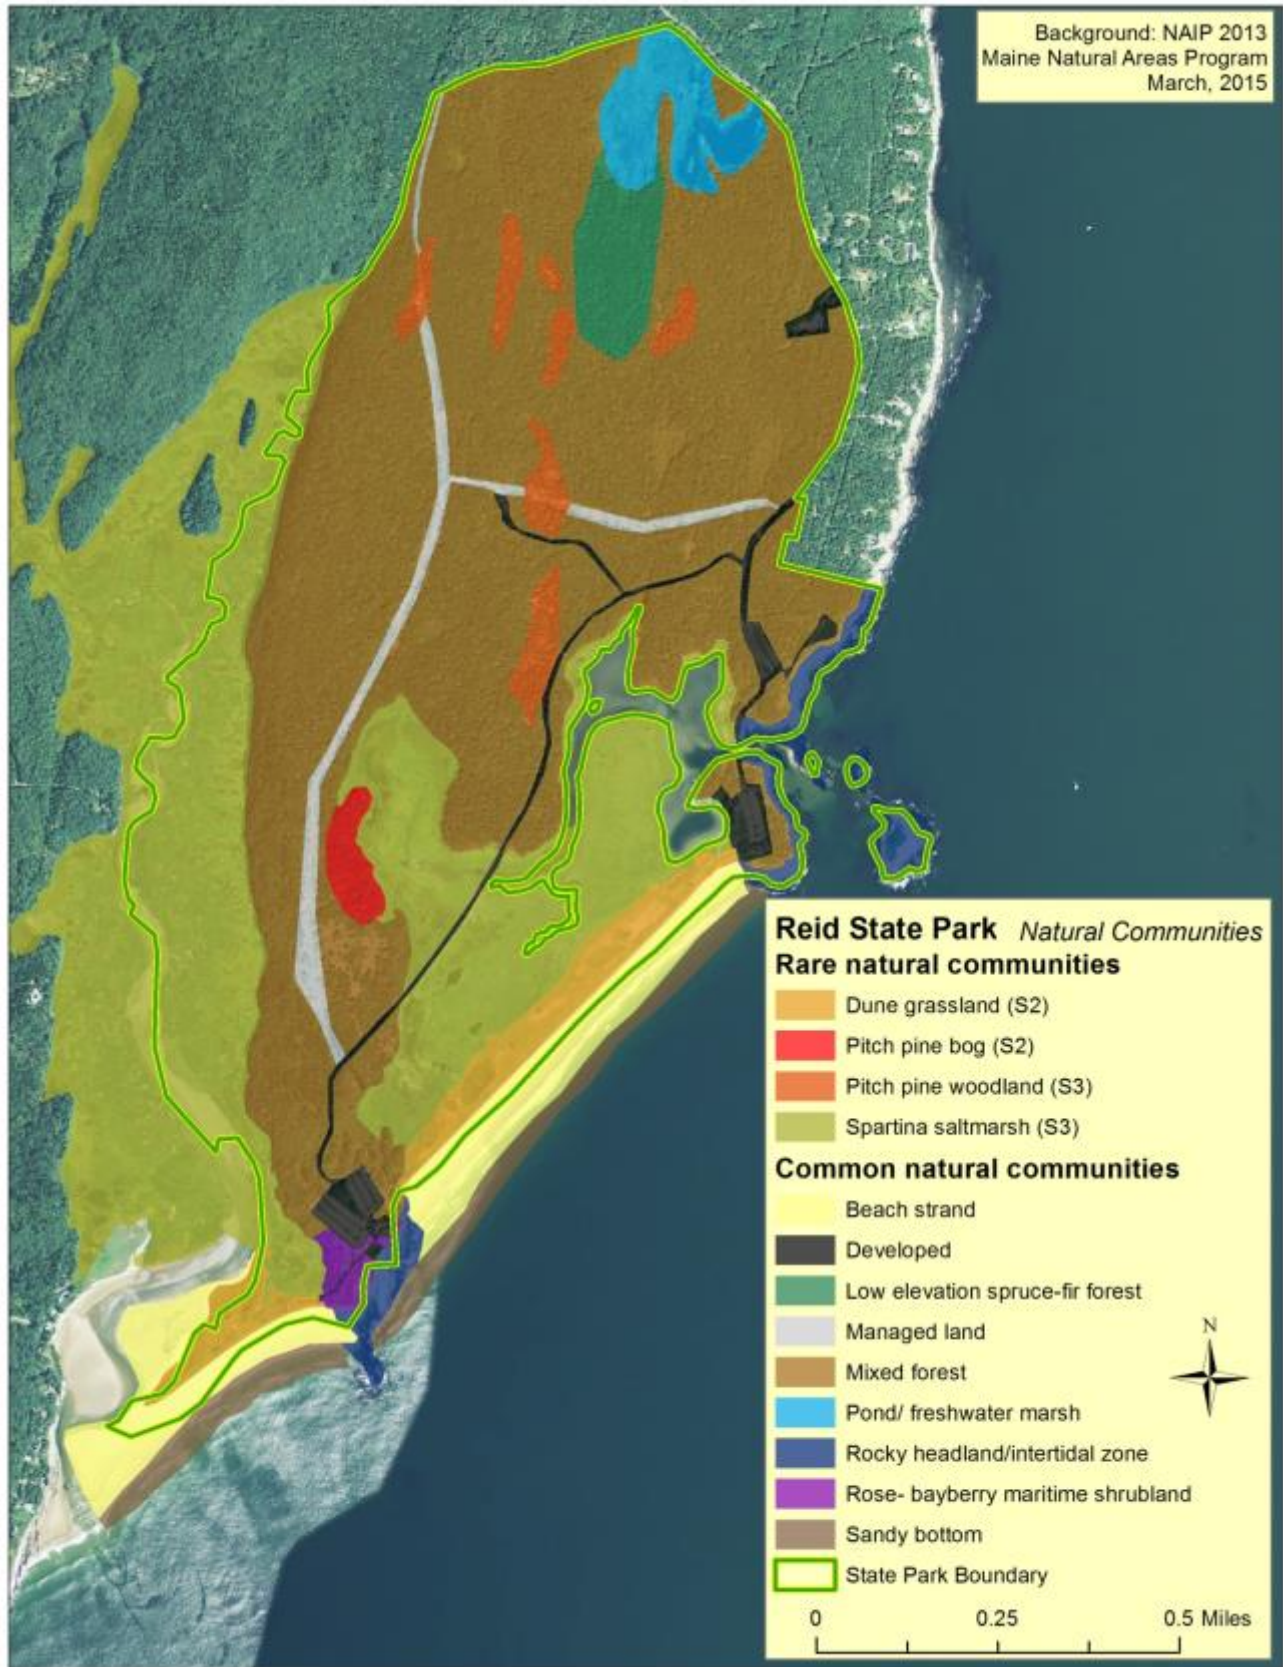 Background: NAIP 2013
Maine Natural Areas Program
March, 2015
Reid State Park Natural Communities
Rare natural communities
Dune grassland (S2)
Pitch pine bog (S2)
Pitch pine woodland (S3)
Spartina saltmarsh (S3)
Common natural communities
Beach strand
Developed
Low elevation spruce-fir forest
Managed land
Mixed forest
Pond/ freshwater marsh
Rocky headland/intertidal zone
Rose- bayberry maritime shrubland
Sandy bottom
State Park Boundary
N
0 0.25 0.5 Miles